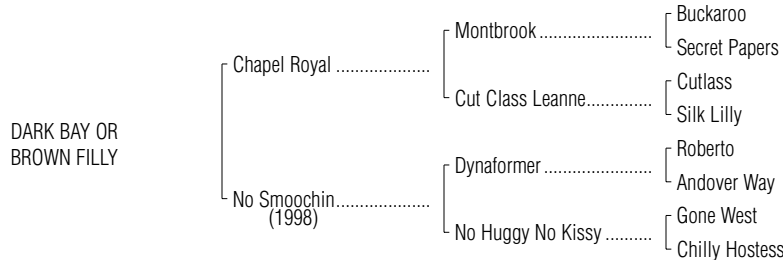 Buckaroo
Montbrook ........................
Secret Papers
Chapel Royal ....................
Cutlass
Cut Class Leanne..............
Silk Lilly
DARK BAY OR
BROWN FILLY
Roberto
Dynaformer .......................
Andover Way
No Smoochin....................
(1998)
Gone West
No Huggy No Kissy ..........
Chilly Hostess